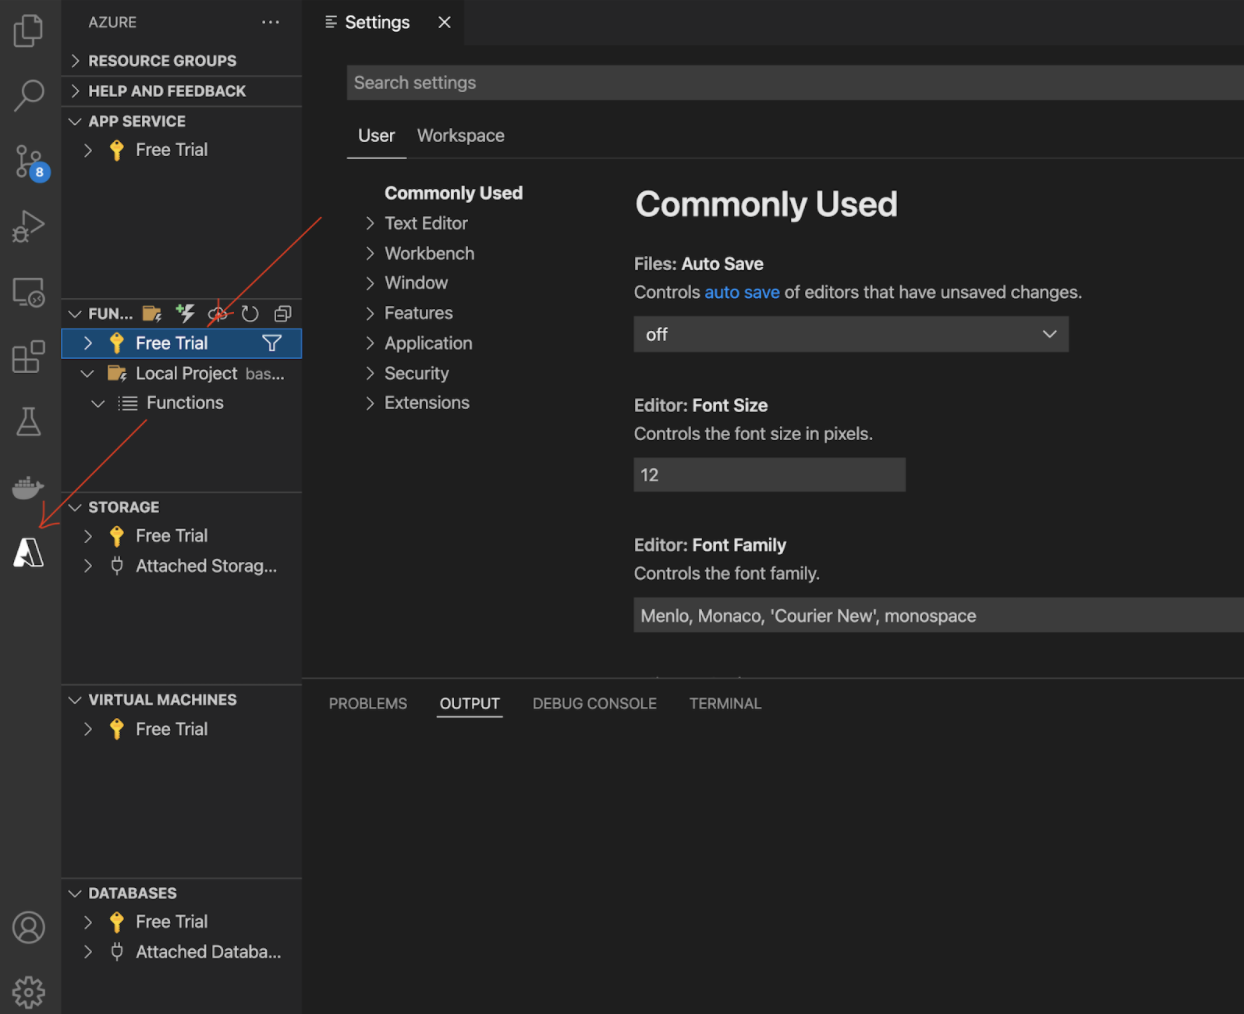 AZURE
RESOURCE GROUPS
HELP AND FEEDBACK
APP SERVICE
Free Trial
8
FUN...
Free Trial
Local Project bas...
Functions
STORAGE
Free Trial
Attached Storag...
VIRTUAL MACHINES
Free Trial
DATABASES
Free Trial
Attached Databa...
Settings
Search settings
User Workspace
Commonly Used
Text Editor
Workbench
Window
Features
Application
Security
Extensions
Commonly Used
Files: Auto Save
Controls auto save of editors that have unsaved changes.
off
Editor: Font Size
Controls the font size in pixels.
12
Editor: Font Family
Controls the font family.
Menlo, Monaco, 'Courier New', monospace
PROBLEMS OUTPUT DEBUG CONSOLE TERMINAL